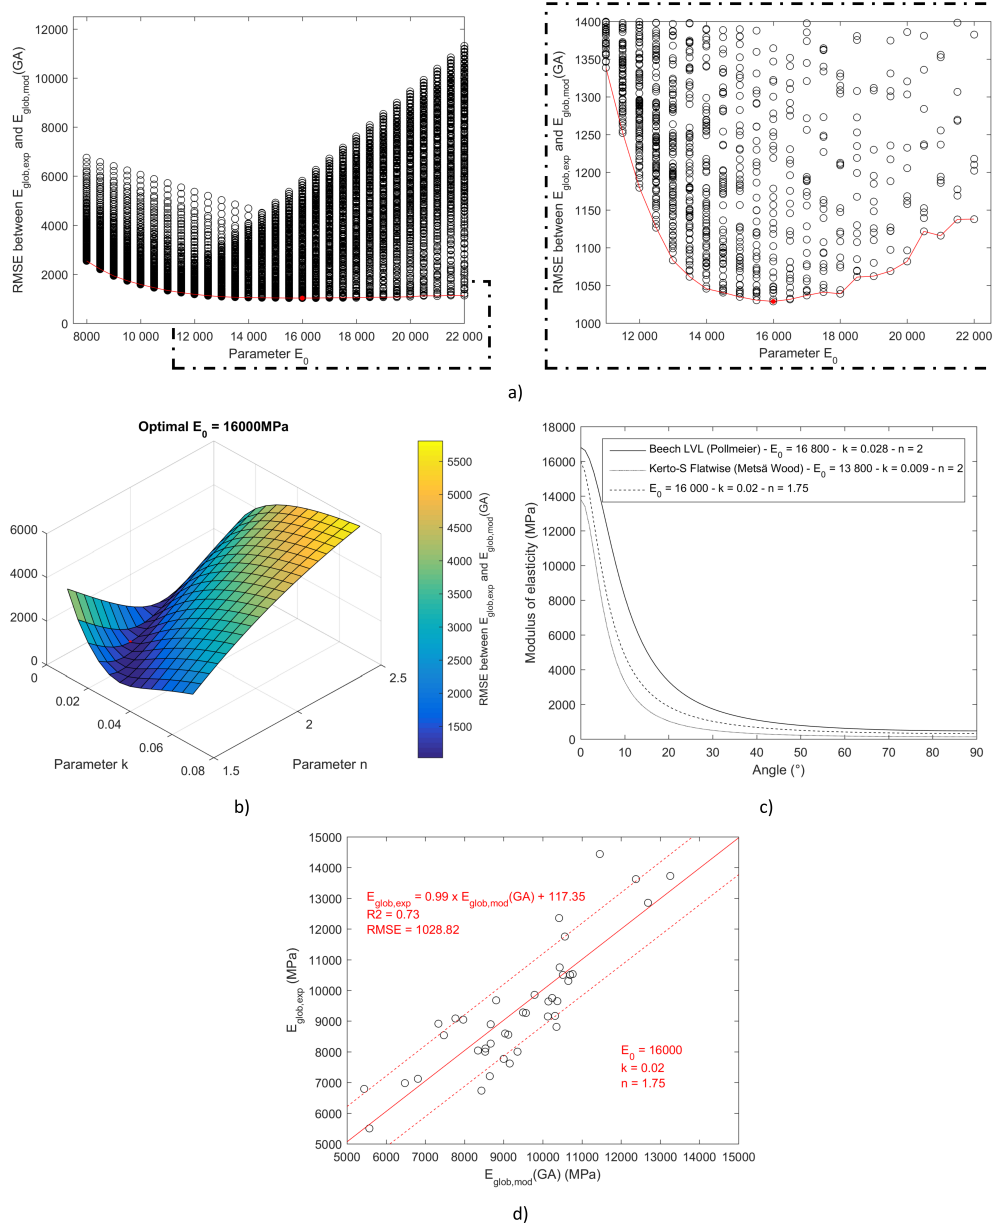 12000
10000
8000
6000
4000
2000
0
RMSE between E_glob,exp and E_glob,mod(GA)
8000 10 000 12 000 14 000 16 000 18 000 20 000 22 000
Parameter E_0
1400
1350
1300
1250
1200
1150
1100
1050
1000
RMSE between E_glob,exp and E_glob,mod(GA)
12 000 14 000 16 000 18 000 20 000 22 000
Parameter E_0
a)
Optimal E_0 = 16000MPa
6000
4000
2000
0
0
0.02
0.04
0.06
0.08
1.5
2
2.5
Parameter k
Parameter n
5500
5000
4500
4000
3500
3000
2500
2000
1500
RMSE between E_glob,exp and E_glob,mod(GA)
b)
18000
16000
14000
12000
10000
8000
6000
4000
2000
0
Modulus of elasticity (MPa)
Beech LVL (Pollmeier) - E_0 = 16 800 - k = 0.028 - n = 2
Kerto-S Flatwise (Metsä Wood) - E_0 = 13 800 - k = 0.009 - n = 2
E_0 = 16 000 - k = 0.02 - n = 1.75
0 10 20 30 40 50 60 70 80 90
Angle (°)
c)
15000
14000
13000
12000
11000
10000
9000
8000
7000
6000
5000
E_glob,exp (MPa)
E_glob,exp = 0.99 x E_glob,mod(GA) + 117.35
R2 = 0.73
RMSE = 1028.82
E_0 = 16000
k = 0.02
n = 1.75
5000 6000 7000 8000 9000 10000 11000 12000 13000 14000 15000
E_glob,mod(GA) (MPa)
d)